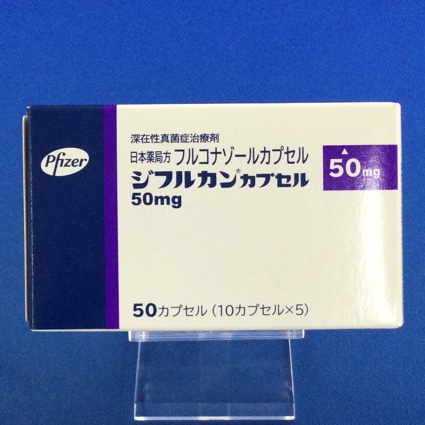 Pfizer
深在性真菌症治療剤
日本薬局方 フルコナゾールカプセル
ジフルカン®カプセル
50mg
50mg
50カプセル（10カプセル×5）